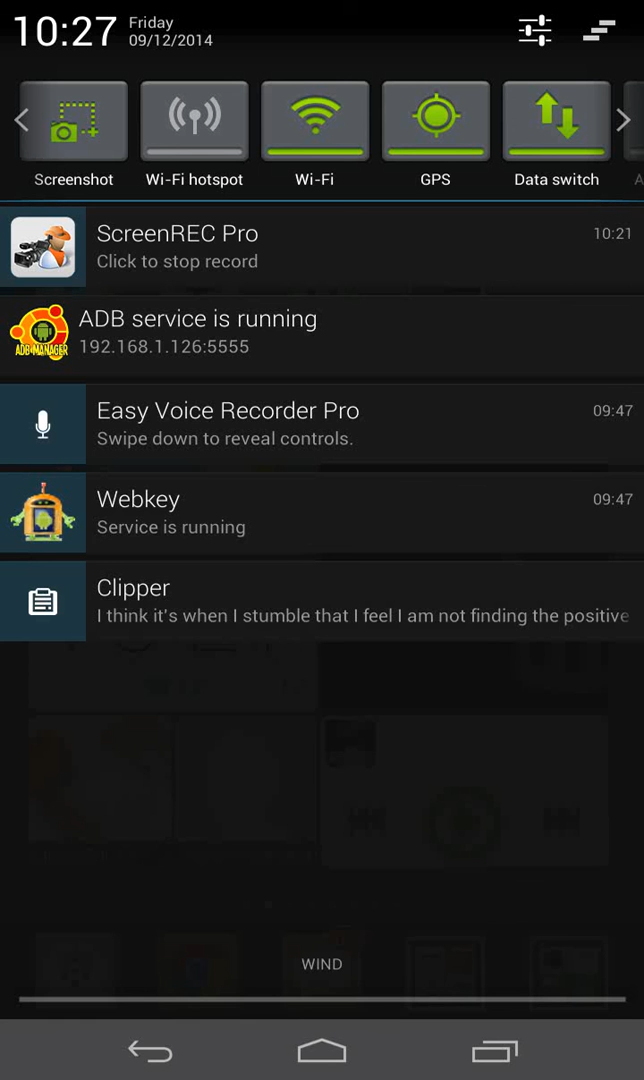 10:27
Friday
09/12/2014
Screenshot
Wi-Fi hotspot
Wi-Fi
GPS
Data switch
A
ScreenREC Pro
10:21
Click to stop record
ADB service is running
ADB MANAGER
192.168.1.126:5555
Easy Voice Recorder Pro
09:47
Swipe down to reveal controls.
Webkey
09:47
Service is running
Clipper
I think it's when I stumble that I feel I am not finding the positive
WIND